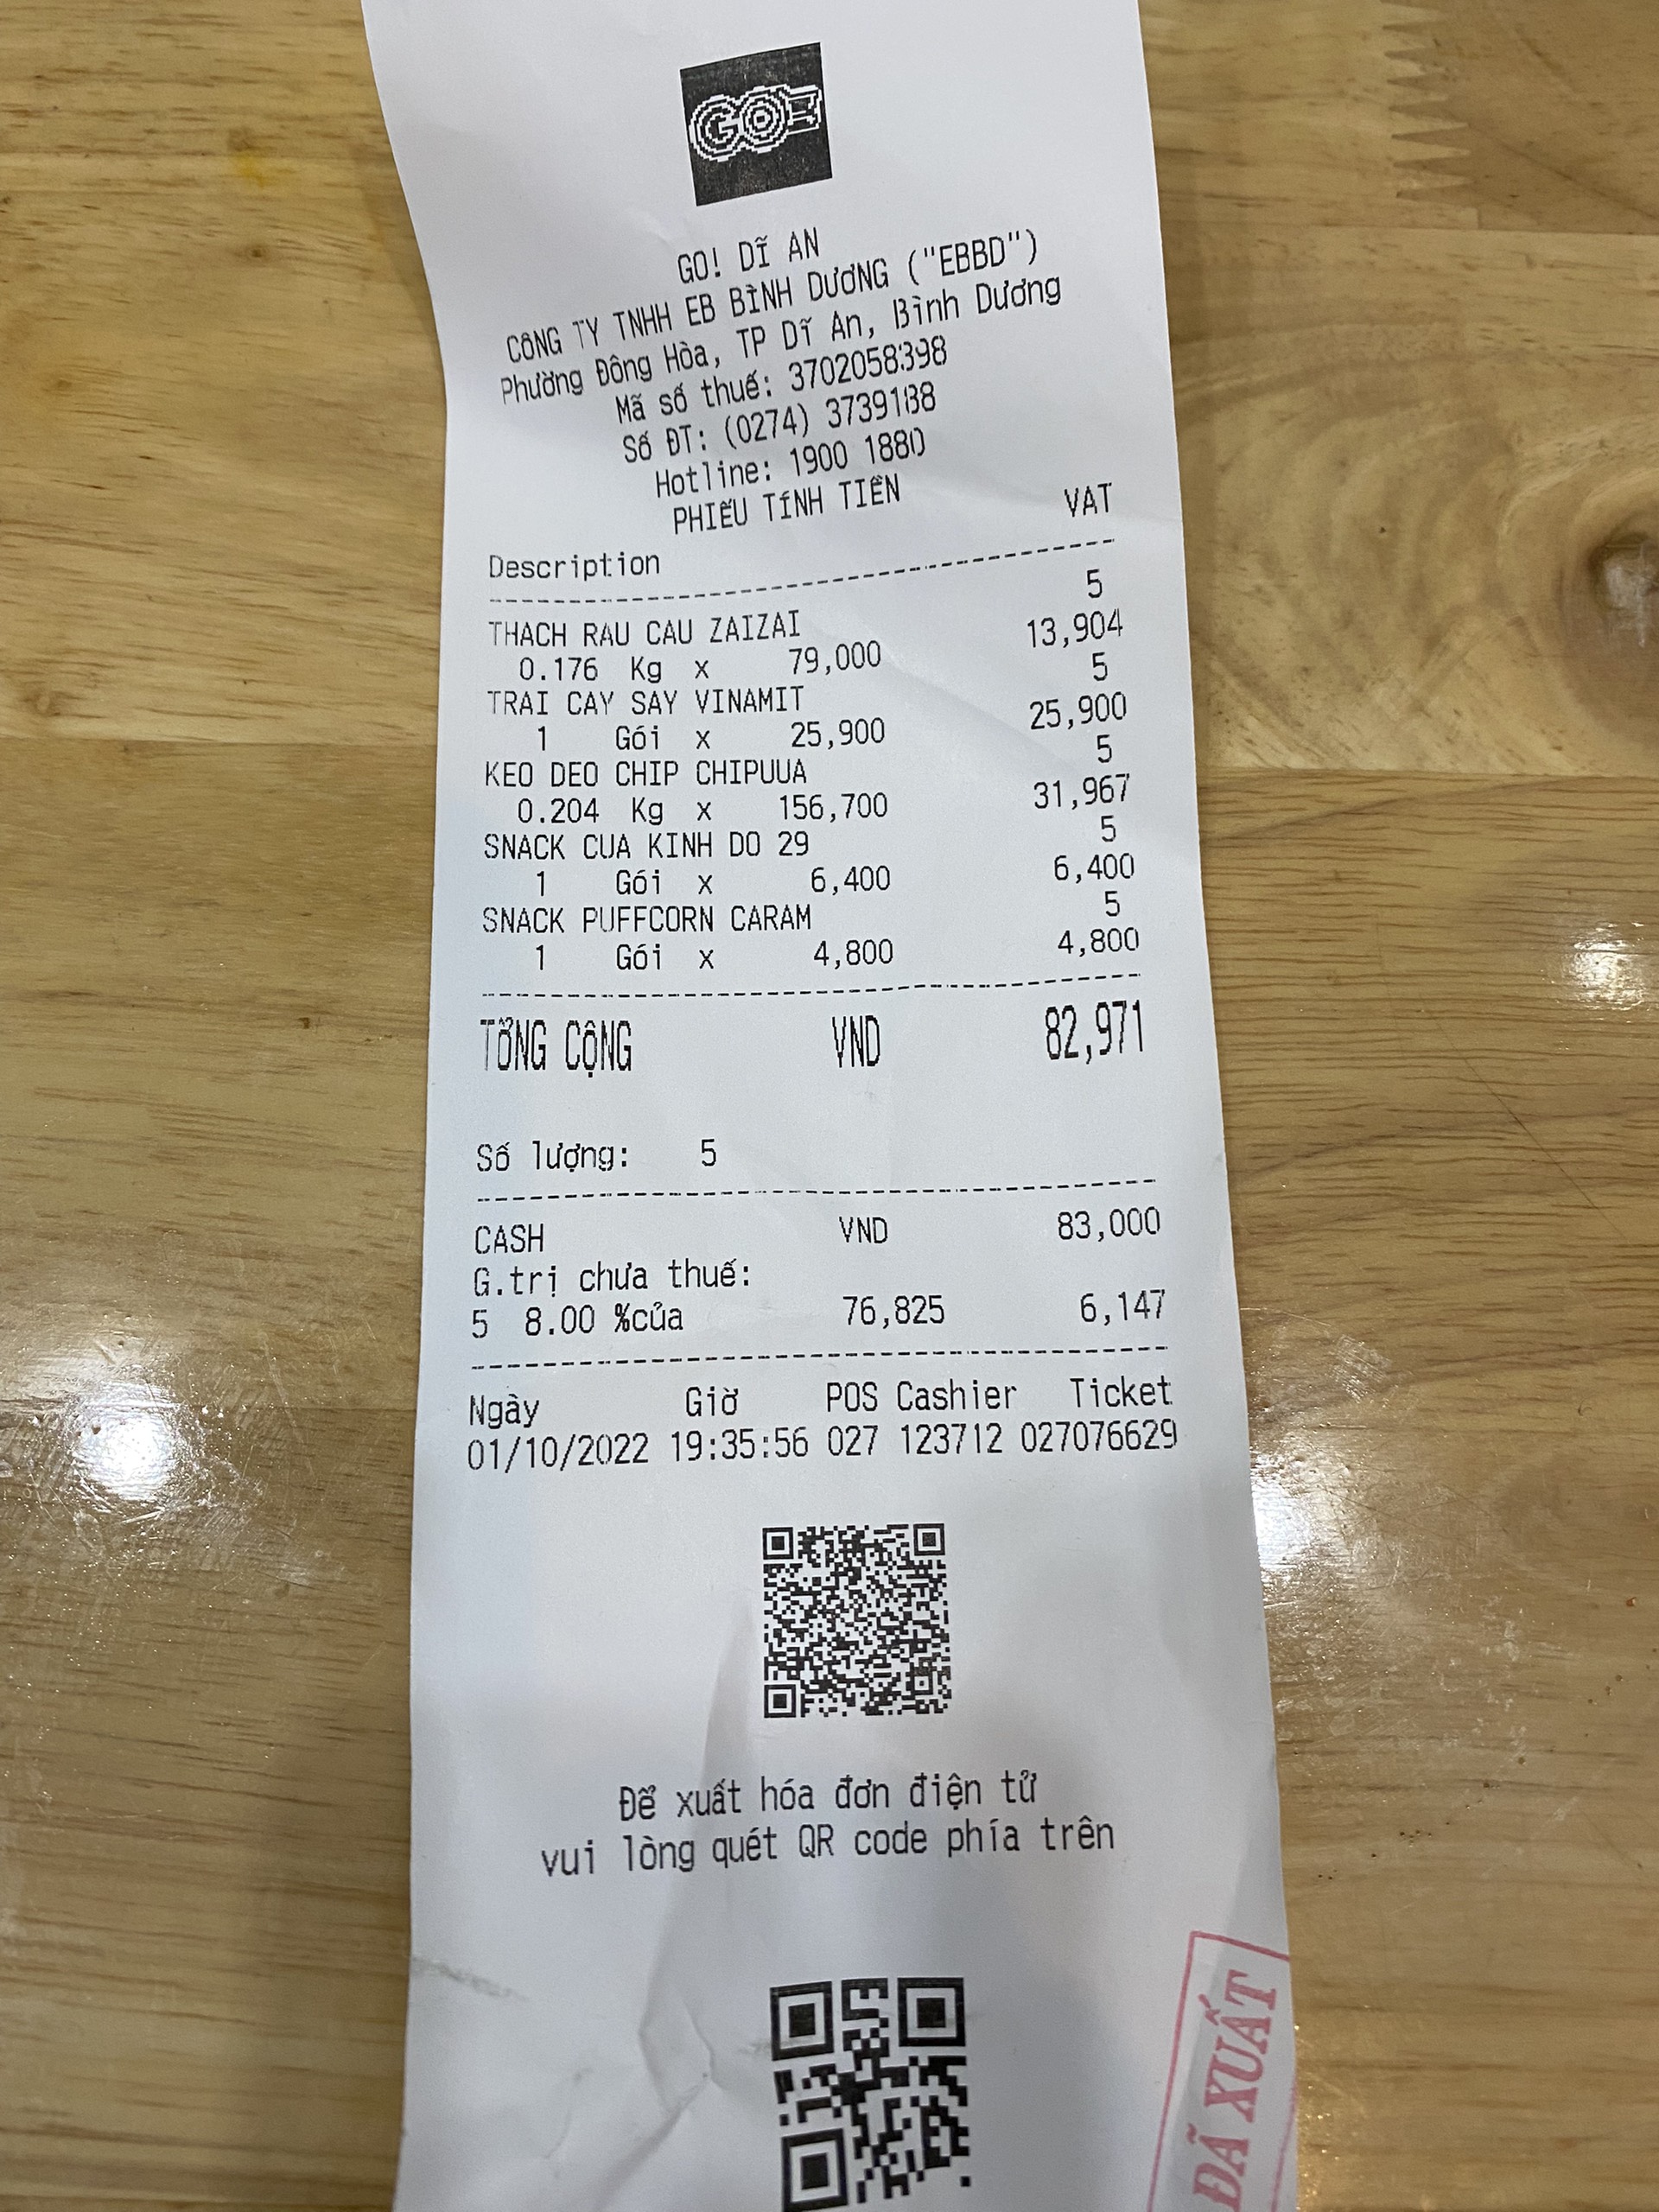 GO!
GO! DĨ AN
CÔNG TY TNHH EB BÌNH DƯƠNG ("EBBD")
Phường Đông Hòa, TP Dĩ An, Bình Dương
Mã số thuế: 3702058398
Số ĐT: (0274) 3739188
Hotline: 1900 1880
PHIẾU TÍNH TIỀN
Description VAT
THACH RAU CAU ZAIZAI 5
0.176 Kg x 79,000 13,904
TRAI CAY SAY VINAMIT 5
1 Gói x 25,900 25,900
KEO DEO CHIP CHIPUUA 5
0.204 Kg x 156,700 31,967
SNACK CUA KINH DO 29 5
1 Gói x 6,400 6,400
SNACK PUFFCORN CARAM 5
1 Gói x 4,800 4,800
TỔNG CỘNG VND 82,971
Số lượng: 5
CASH VND 83,000
G.trị chưa thuế:
5 8.00 %của 76,825 6,147
Ngày Giờ POS Cashier Ticket
01/10/2022 19:35:56 027 123712 027076629
Để xuất hóa đơn điện tử
vui lòng quét QR code phía trên
ĐÃ XUẤT